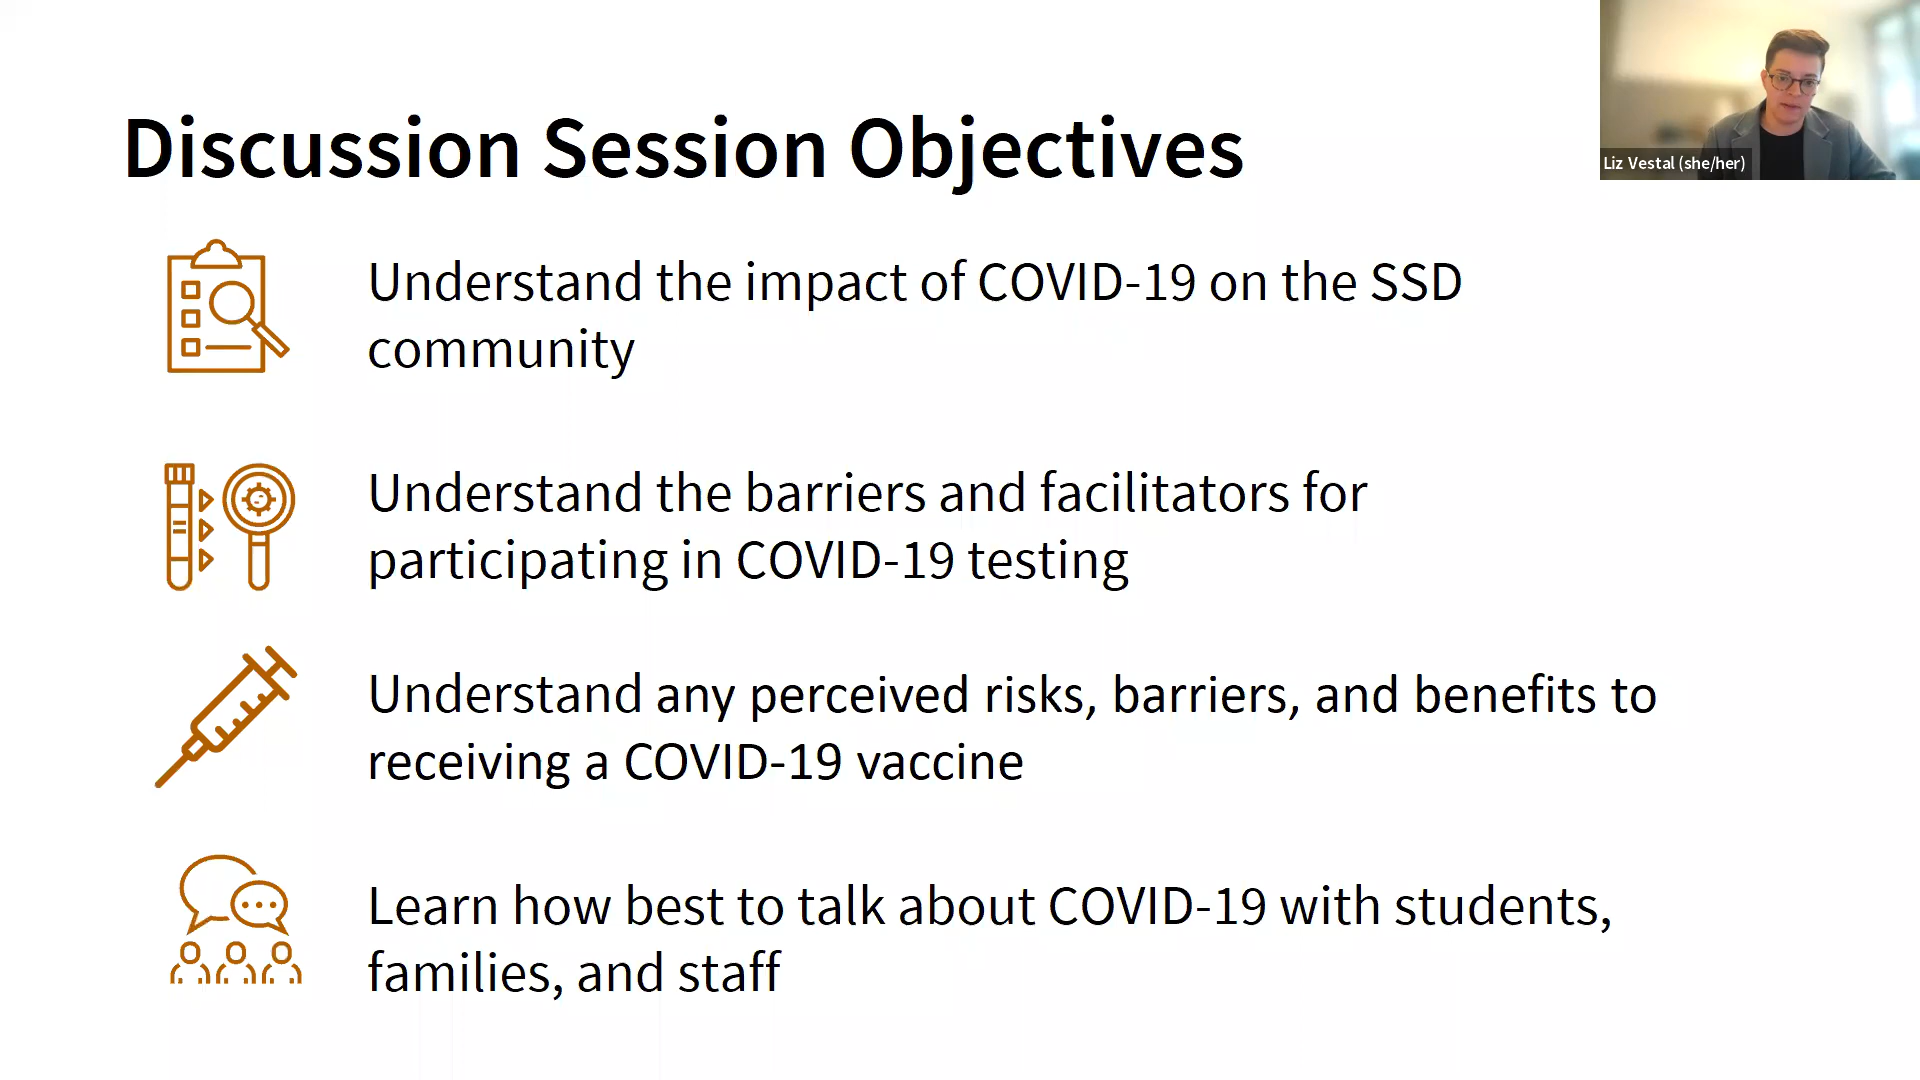 Discussion Session Objectives
Liz Vestal (she/her)
Understand the impact of COVID-19 on the SSD
community
Understand the barriers and facilitators for
participating in COVID-19 testing
Understand any perceived risks, barriers, and benefits to
receiving a COVID-19 vaccine
Learn how best to talk about COVID-19 with students,
families, and staff